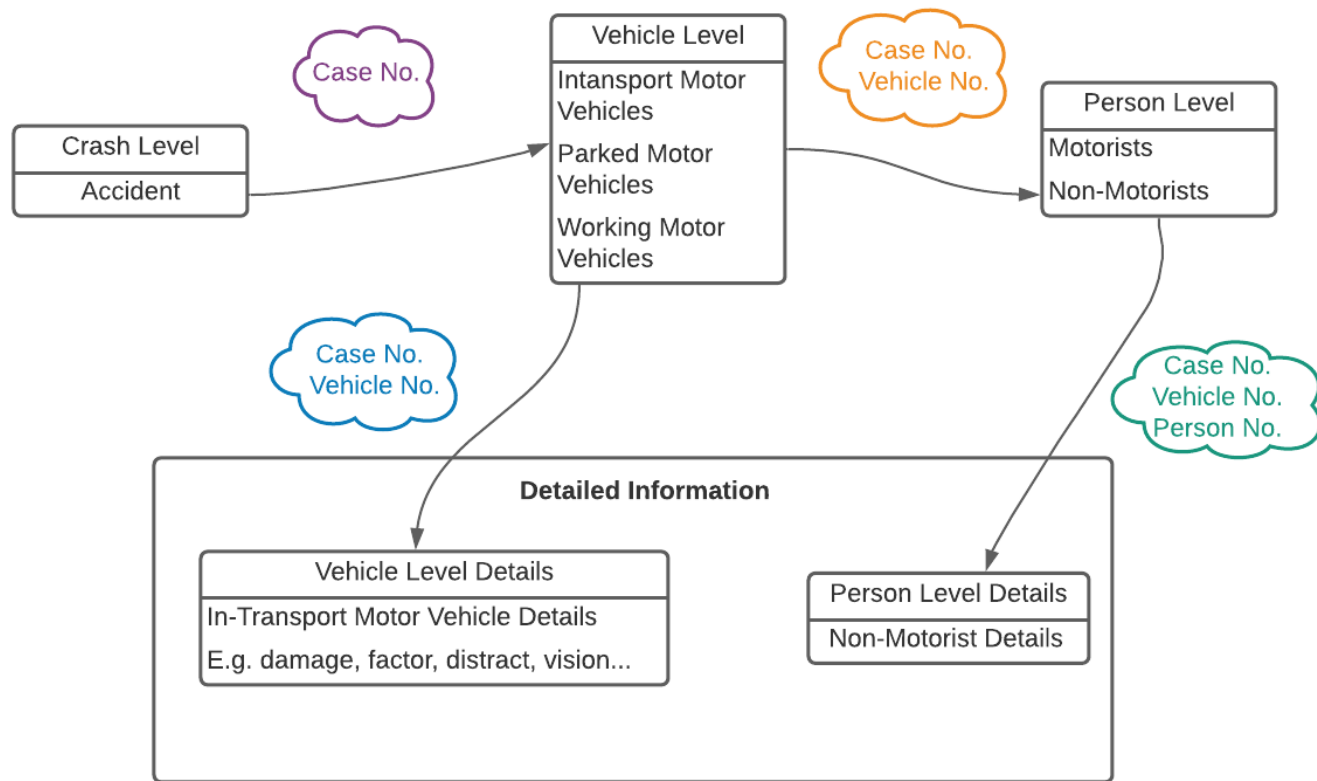 Case No.
Vehicle Level
Intansport Motor
Vehicles
Parked Motor
Vehicles
Working Motor
Vehicles
Case No.
Vehicle No.
Person Level
Motorists
Non-Motorists
Crash Level
Accident
Case No.
Vehicle No.
Case No.
Vehicle No.
Person No.
Detailed Information
Vehicle Level Details
In-Transport Motor Vehicle Details
E.g. damage, factor, distract, vision...
Person Level Details
Non-Motorist Details